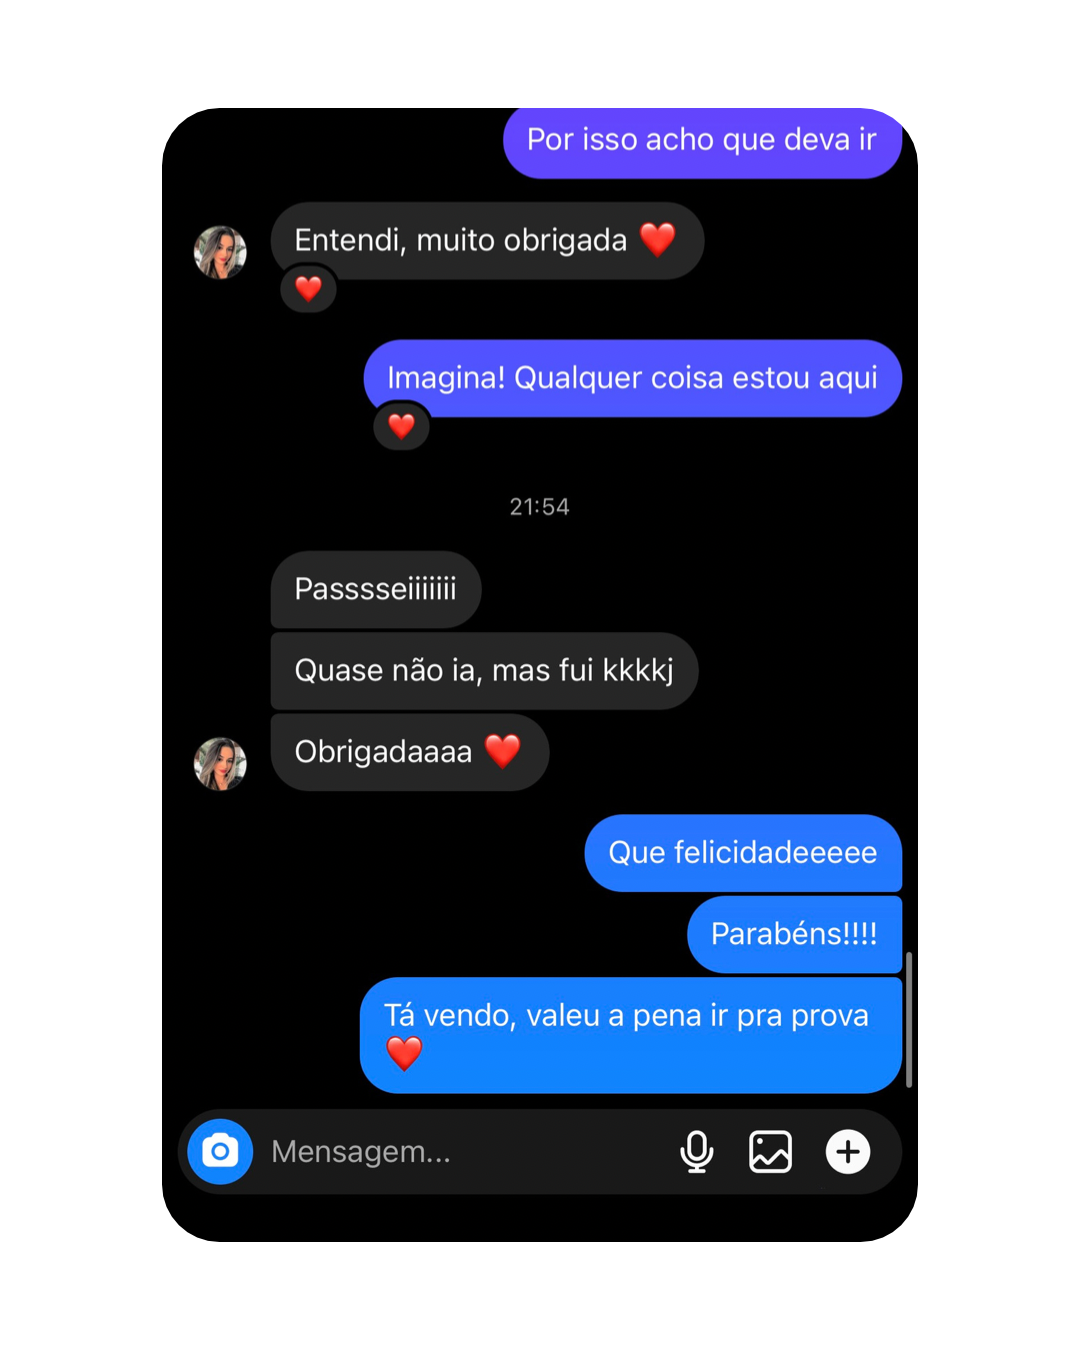 Por isso acho que deva ir
Entendi, muito obrigada ❤️
❤️
Imagina! Qualquer coisa estou aqui
❤️
21:54
Passsseiiiiiii
Quase não ia, mas fui kkkkj
Obrigadaaaa ❤️
Que felicidadeeeee
Parabéns!!!!
Tá vendo, valeu a pena ir pra prova
❤️
Mensagem...